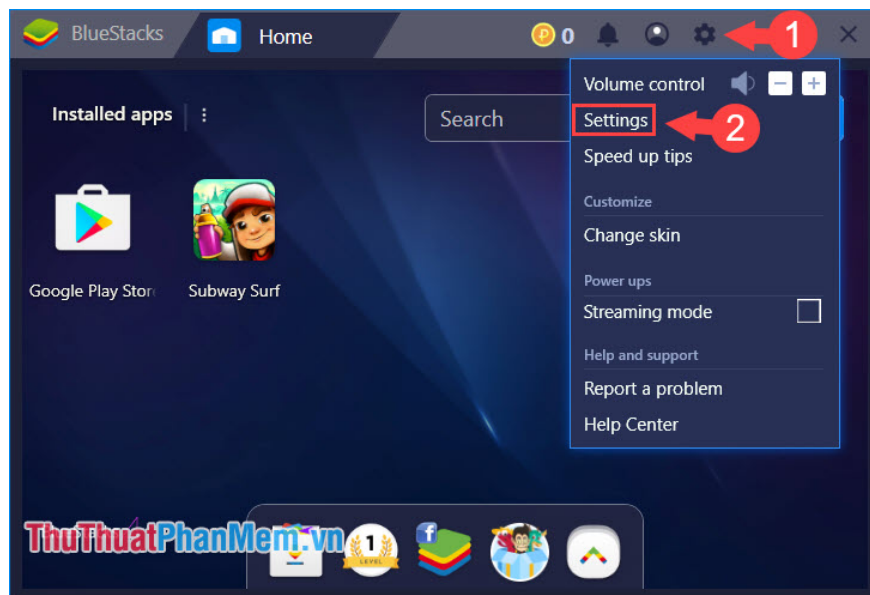 BlueStacks
Home
0
1
Volume control
Installed apps
Search
Settings
2
Speed up tips
Customize
Change skin
Google Play Stor
Subway Surf
Power ups
Streaming mode
Help and support
Report a problem
Help Center
ThuThuatPhanMem.vn
1
LEVEL